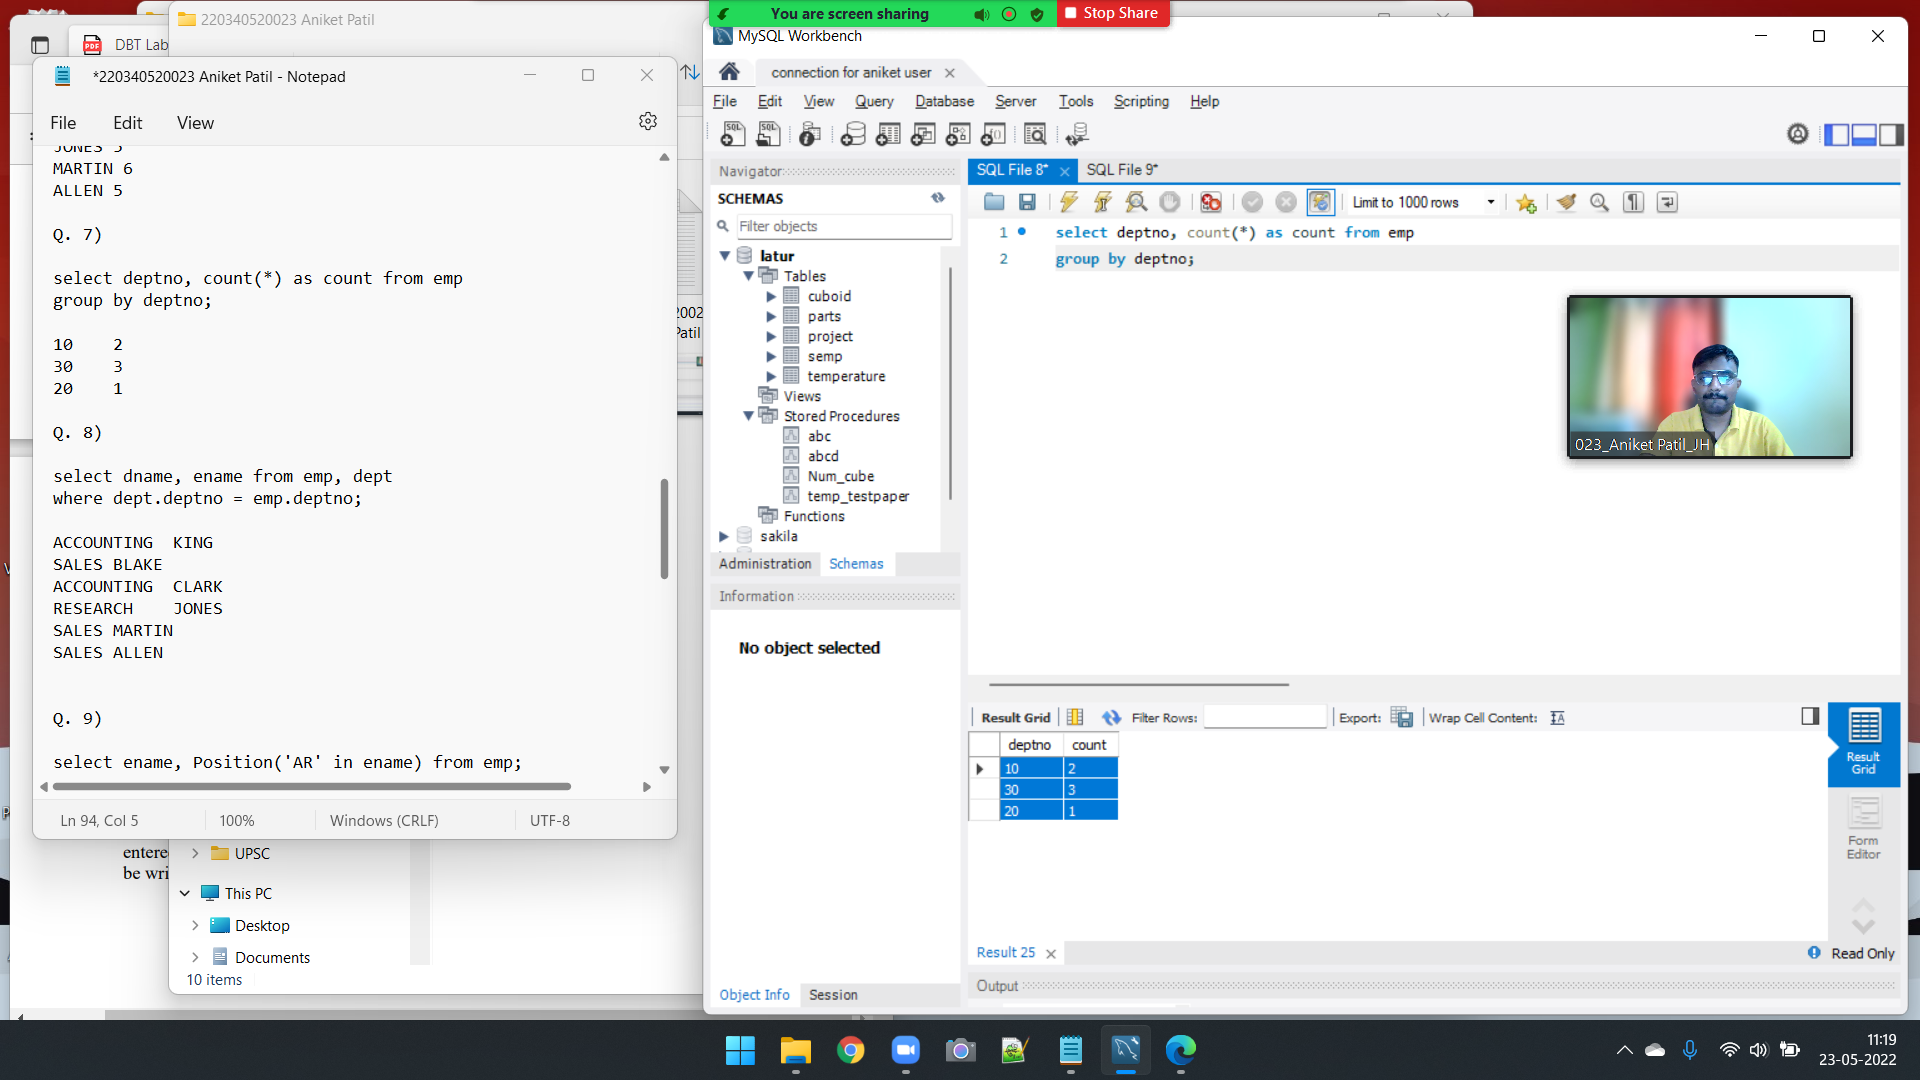 220340520023 Aniket Patil
You are screen sharing
Stop Share
DBT Lab
*220340520023 Aniket Patil - Notepad
File Edit View
JONES 5
MARTIN 6
ALLEN 5
Q. 7)
select deptno, count(*) as count from emp
group by deptno;
10 2
30 3
20 1
Q. 8)
select dname, ename from emp, dept
where dept.deptno = emp.deptno;
ACCOUNTING KING
SALES BLAKE
ACCOUNTING CLARK
RESEARCH JONES
SALES MARTIN
SALES ALLEN
Q. 9)
select ename, Position('AR' in ename) from emp;
Ln 94, Col 5 100% Windows (CRLF) UTF-8
UPSC
This PC
Desktop
Documents
10 items
MySQL Workbench
connection for aniket user
File Edit View Query Database Server Tools Scripting Help
Navigator
SCHEMAS
Filter objects
latur
Tables
cuboid
parts
project
semp
temperature
Views
Stored Procedures
abc
abcd
Num_cube
temp_testpaper
Functions
sakila
Administration Schemas
Information
No object selected
Object Info Session
SQL File 8* SQL File 9*
Limit to 1000 rows
1 select deptno, count(*) as count from emp
2 group by deptno;
023_Aniket Patil_JH
Result Grid Filter Rows: Export: Wrap Cell Content:
deptno count
10 2
30 3
20 1
Result Grid
Form Editor
Result 25
Read Only
Output
11:19
23-05-2022